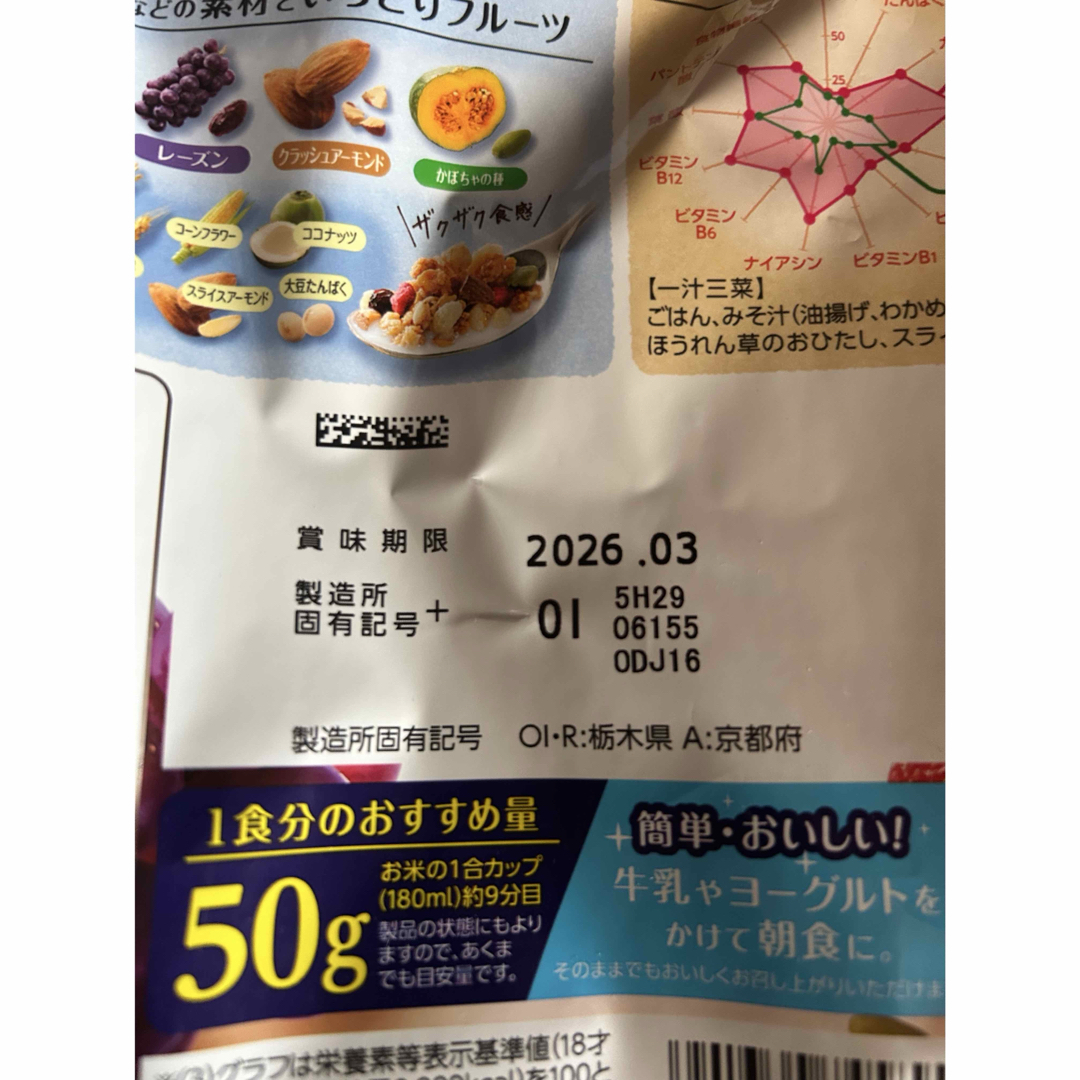 などの素材としっとりフルーツ
レーズン
クラッシュアーモンド
かぼちゃの種
コーンフラワー
ココナッツ
スライスアーモンド
大豆たんぱく
ザクザク食感
50
25
ビタミン
B12
ビタミン
B6
ナイアシン
ビタミンB1
【一汁三菜】
ごはん、みそ汁(油揚げ、わかめ
ほうれん草のおひたし、スライ
賞味期限 2026.03
製造所
固有記号+ OI
5H29
06155
0DJ16
製造所固有記号 OI・R:栃木県 A:京都府
1食分のおすすめ量
50g
お米の1合カップ
(180ml)約9分目
製品の状態にもより
ますので、あくま
でも目安量です。
簡単・おいしい!
牛乳やヨーグルトを
かけて朝食に。
そのままでもおいしくお召し上がりいただけま
グラフは栄養素等表示基準値(18才
kcal)を100と